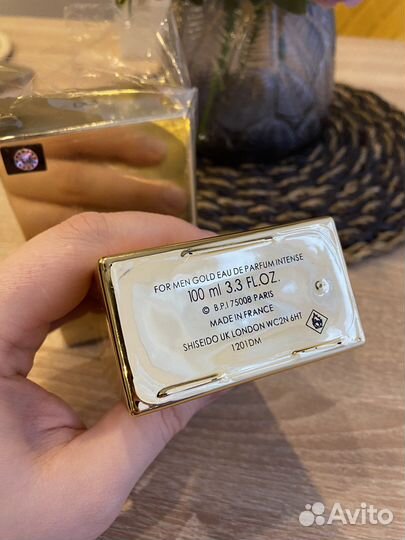 FOR MEN GOLD EAU DE PARFUM INTENSE
100 ml 3.3 FL.OZ.
© B.P.I 75008 PARIS
MADE IN FRANCE
SHISEIDO UK LONDON WC2N 6HT
1201DM
Avito